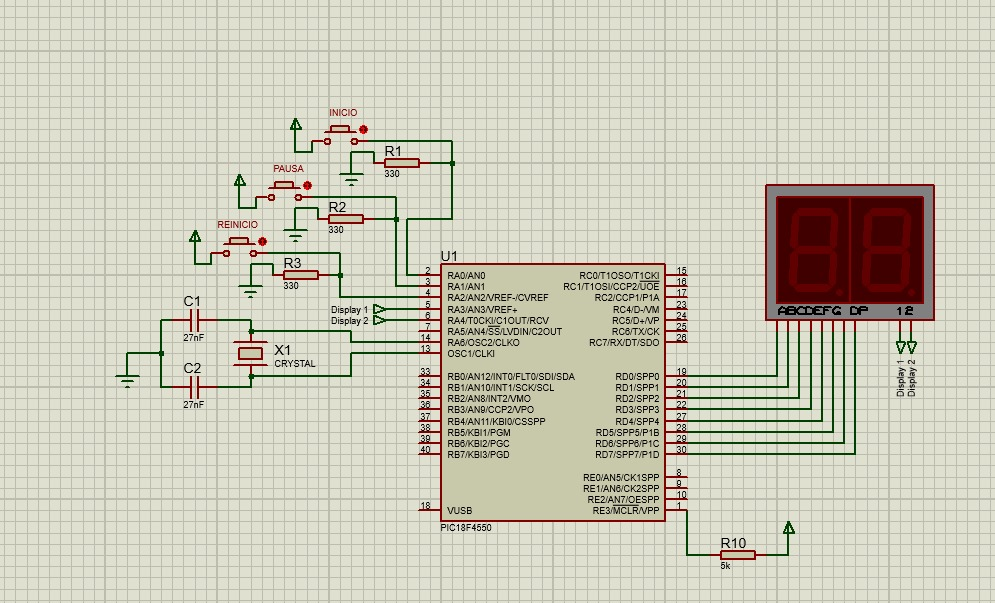 INICIO
R1
330
PAUSA
R2
330
REINICIO
R3
330
C1
27nF
C2
27nF
X1
CRYSTAL
Display 1
Display 2
U1
2 RA0/AN0
3 RA1/AN1
4 RA2/AN2/VREF-/CVREF
5 RA3/AN3/VREF+
6 RA4/T0CKI/C1OUT/RCV
7 RA5/AN4/SS/LVDIN/C2OUT
14 RA6/OSC2/CLKO
13 OSC1/CLKI
33 RB0/AN12/INT0/FLT0/SDI/SDA
34 RB1/AN10/INT1/SCK/SCL
35 RB2/AN8/INT2/VMO
36 RB3/AN9/CCP2/VPO
37 RB4/AN11/KBI0/CSSPP
38 RB5/KBI1/PGM
39 RB6/KBI2/PGC
40 RB7/KBI3/PGD
18 VUSB
RC0/T1OSO/T1CKI 15
RC1/T1OSI/CCP2/UOE 16
RC2/CCP1/P1A 17
RC4/D-/VM 23
RC5/D+/VP 24
RC6/TX/CK 25
RC7/RX/DT/SDO 26
RD0/SPP0 19
RD1/SPP1 20
RD2/SPP2 21
RD3/SPP3 22
RD4/SPP4 27
RD5/SPP5/P1B 28
RD6/SPP6/P1C 29
RD7/SPP7/P1D 30
RE0/AN5/CK1SPP 8
RE1/AN6/CK2SPP 9
RE2/AN7/OESPP 10
RE3/MCLR/VPP 1
PIC18F4550
R10
5k
ABCDEFG DP 12
Display 1
Display 2